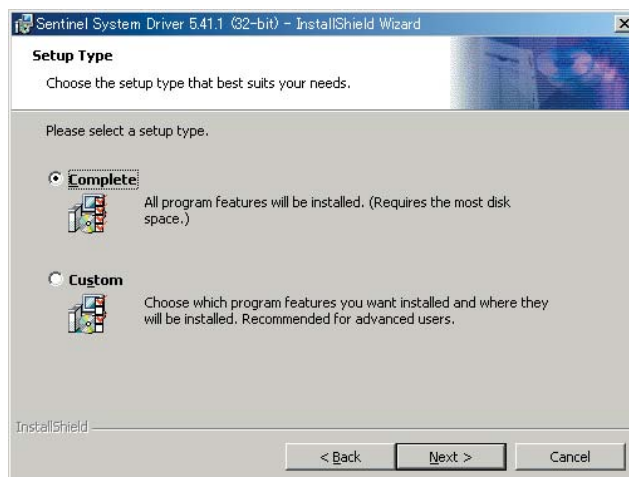 Sentinel System Driver 5.41.1 (32-bit) - InstallShield Wizard
Setup Type
Choose the setup type that best suits your needs.
Please select a setup type.
Complete
All program features will be installed. (Requires the most disk
space.)
Custom
Choose which program features you want installed and where they
will be installed. Recommended for advanced users.
InstallShield
< Back
Next >
Cancel